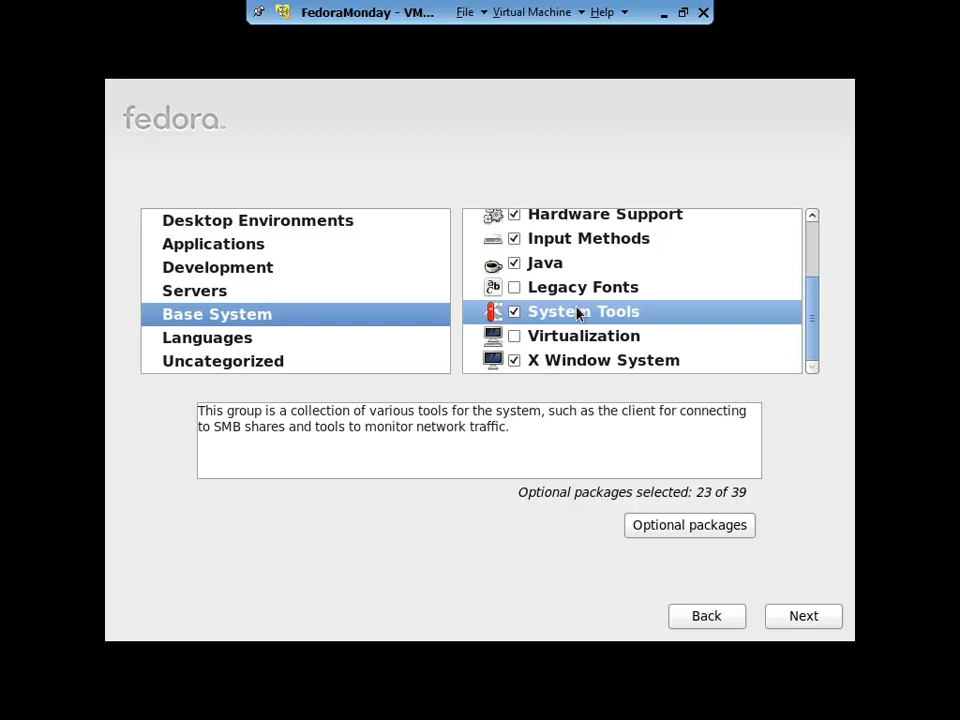 FedoraMonday - VM... File Virtual Machine Help
fedora™
Desktop Environments
Applications
Development
Servers
Base System
Languages
Uncategorized
Hardware Support
Input Methods
Java
Legacy Fonts
System Tools
Virtualization
X Window System
This group is a collection of various tools for the system, such as the client for connecting
to SMB shares and tools to monitor network traffic.
Optional packages selected: 23 of 39
Optional packages
Back Next